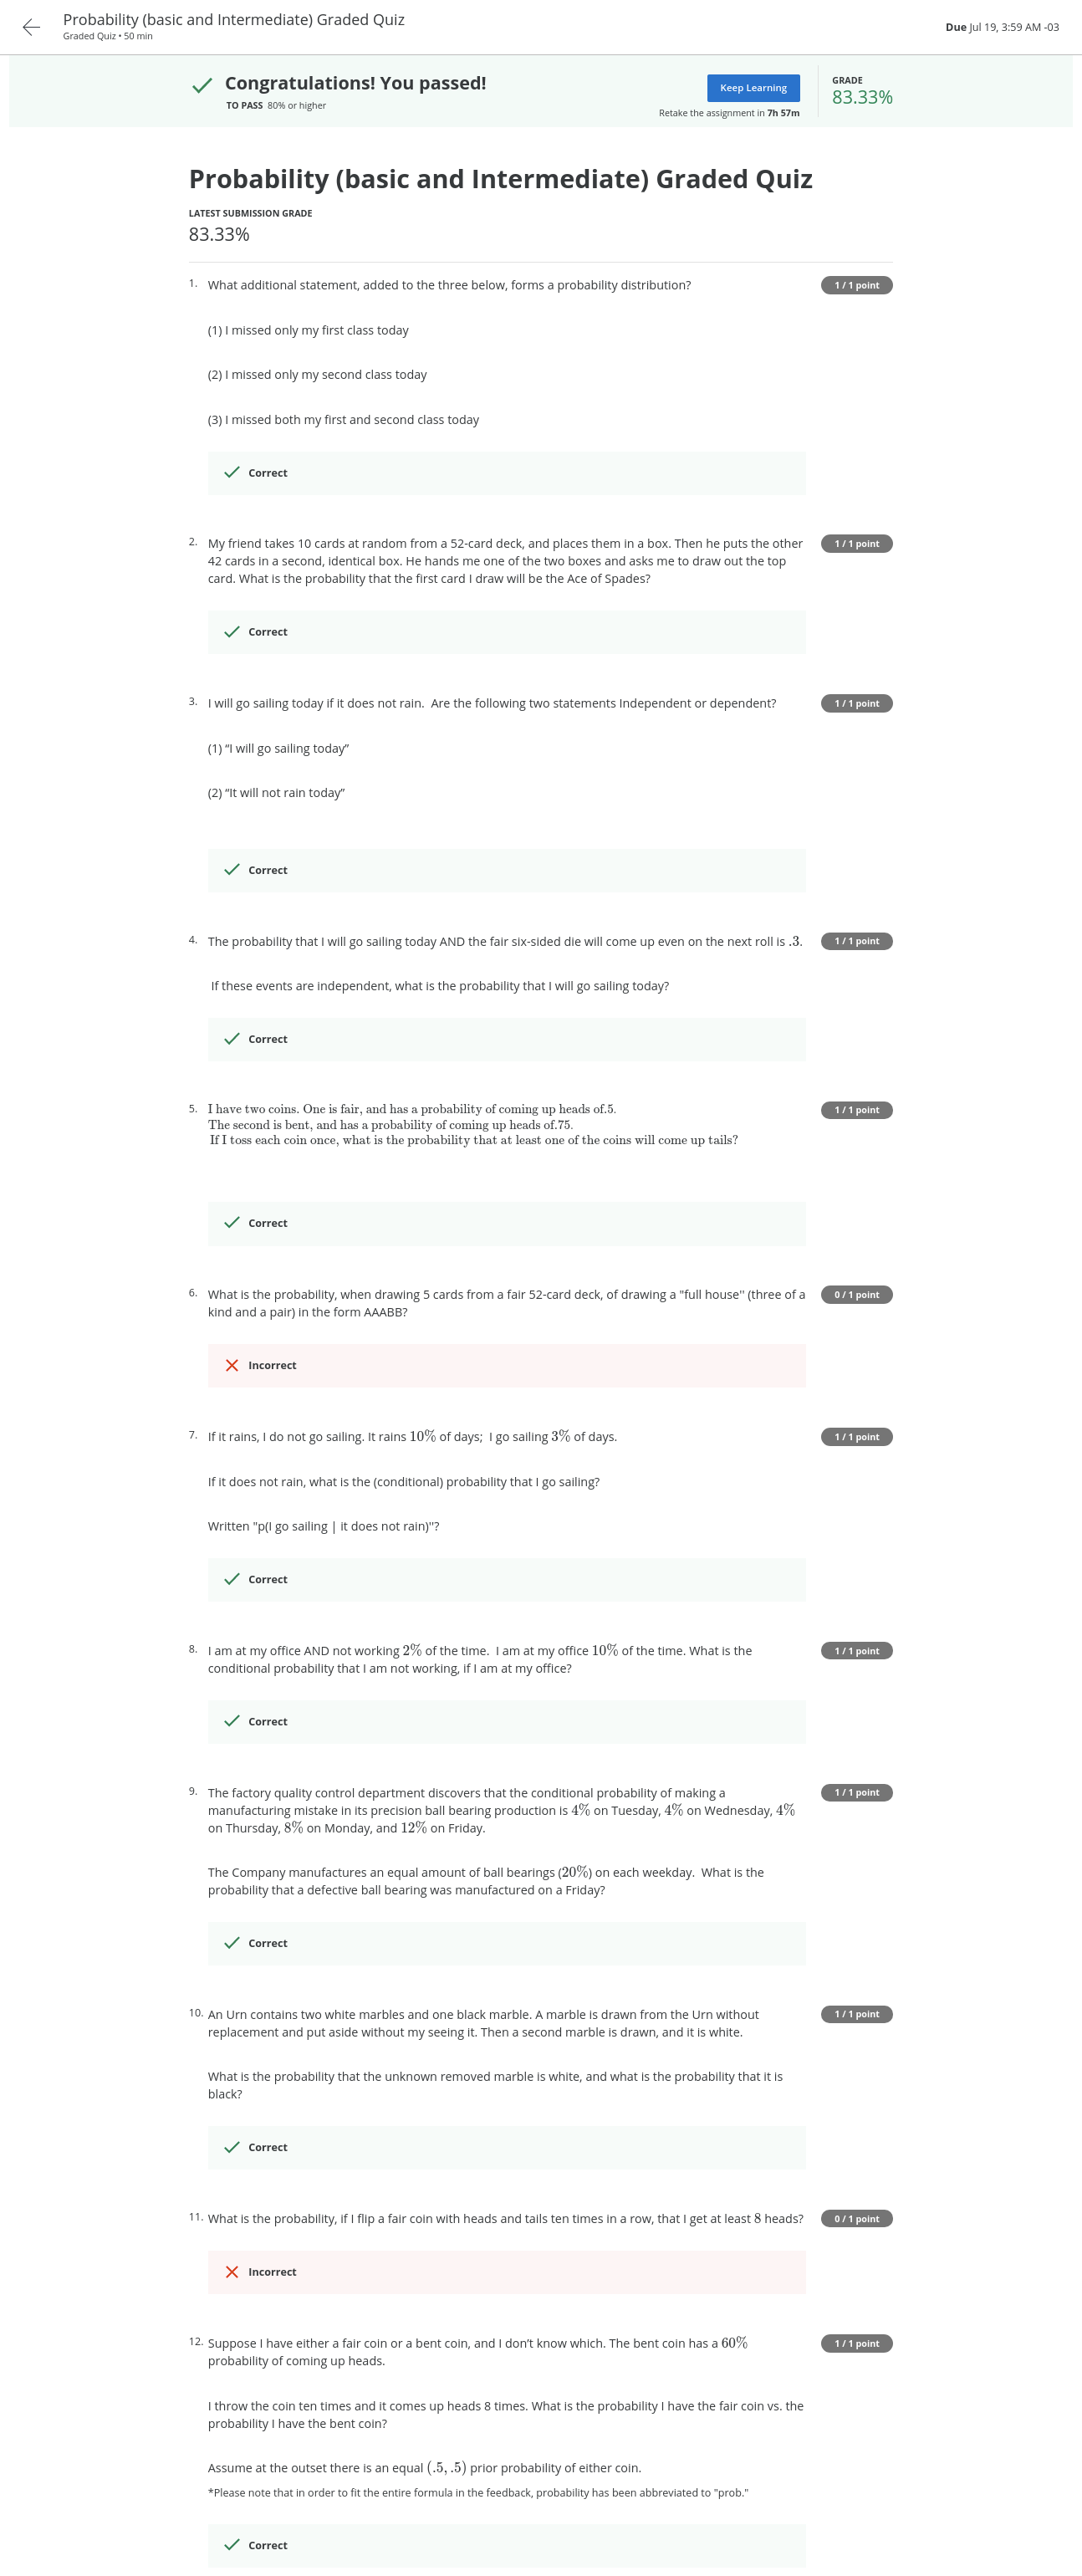 Probability (basic and Intermediate) Graded Quiz
Graded Quiz • 50 min
Due Jul 19, 3:59 AM -03
Congratulations! You passed!
TO PASS 80% or higher
Keep Learning
Retake the assignment in 7h 57m
GRADE
83.33%
Probability (basic and Intermediate) Graded Quiz
LATEST SUBMISSION GRADE
83.33%
1. What additional statement, added to the three below, forms a probability distribution?
1 / 1 point
(1) I missed only my first class today
(2) I missed only my second class today
(3) I missed both my first and second class today
Correct
2. My friend takes 10 cards at random from a 52-card deck, and places them in a box. Then he puts the other
1 / 1 point
42 cards in a second, identical box. He hands me one of the two boxes and asks me to draw out the top
card. What is the probability that the first card I draw will be the Ace of Spades?
Correct
3. I will go sailing today if it does not rain. Are the following two statements Independent or dependent?
1 / 1 point
(1) “I will go sailing today”
(2) “It will not rain today”
Correct
4. The probability that I will go sailing today AND the fair six-sided die will come up even on the next roll is .3.
1 / 1 point
If these events are independent, what is the probability that I will go sailing today?
Correct
5. I have two coins. One is fair, and has a probability of coming up heads of.5.
1 / 1 point
The second is bent, and has a probability of coming up heads of.75.
If I toss each coin once, what is the probability that at least one of the coins will come up tails?
Correct
6. What is the probability, when drawing 5 cards from a fair 52-card deck, of drawing a "full house'' (three of a
0 / 1 point
kind and a pair) in the form AAABB?
Incorrect
7. If it rains, I do not go sailing. It rains 10% of days; I go sailing 3% of days.
1 / 1 point
If it does not rain, what is the (conditional) probability that I go sailing?
Written "p(I go sailing | it does not rain)''?
Correct
8. I am at my office AND not working 2% of the time. I am at my office 10% of the time. What is the
1 / 1 point
conditional probability that I am not working, if I am at my office?
Correct
9. The factory quality control department discovers that the conditional probability of making a
1 / 1 point
manufacturing mistake in its precision ball bearing production is 4% on Tuesday, 4% on Wednesday, 4%
on Thursday, 8% on Monday, and 12% on Friday.
The Company manufactures an equal amount of ball bearings (20%) on each weekday. What is the
probability that a defective ball bearing was manufactured on a Friday?
Correct
10. An Urn contains two white marbles and one black marble. A marble is drawn from the Urn without
1 / 1 point
replacement and put aside without my seeing it. Then a second marble is drawn, and it is white.
What is the probability that the unknown removed marble is white, and what is the probability that it is
black?
Correct
11. What is the probability, if I flip a fair coin with heads and tails ten times in a row, that I get at least 8 heads?
0 / 1 point
Incorrect
12. Suppose I have either a fair coin or a bent coin, and I don’t know which. The bent coin has a 60%
1 / 1 point
probability of coming up heads.
I throw the coin ten times and it comes up heads 8 times. What is the probability I have the fair coin vs. the
probability I have the bent coin?
Assume at the outset there is an equal (.5, .5) prior probability of either coin.
*Please note that in order to fit the entire formula in the feedback, probability has been abbreviated to "prob."
Correct